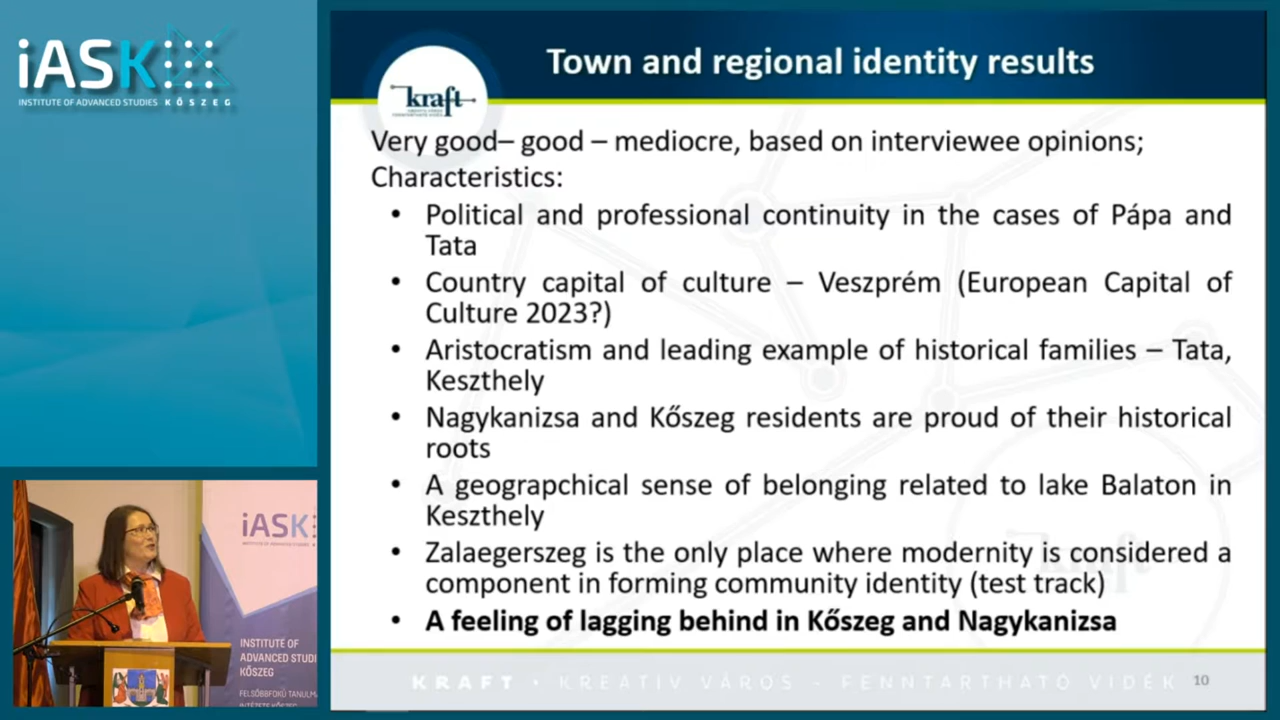 iASK
INSTITUTE OF ADVANCED STUDIES KŐSZEG
Town and regional identity results
kraft
Very good– good – mediocre, based on interviewee opinions;
Characteristics:
• Political and professional continuity in the cases of Pápa and
Tata
• Country capital of culture – Veszprém (European Capital of
Culture 2023?)
• Aristocratism and leading example of historical families – Tata,
Keszthely
• Nagykanizsa and Kőszeg residents are proud of their historical
roots
• A geograpchical sense of belonging related to lake Balaton in
Keszthely
• Zalaegerszeg is the only place where modernity is considered a
component in forming community identity (test track)
• A feeling of lagging behind in Kőszeg and Nagykanizsa
KRAFT • KREATÍV VÁROS - FENNTARTHATÓ VIDÉK 10
iASK
INSTITUTE OF
ADVANCED STUDI
KŐSZEG
FELSŐBBFOKÚ TANULM
INTÉZETE KŐSZEG